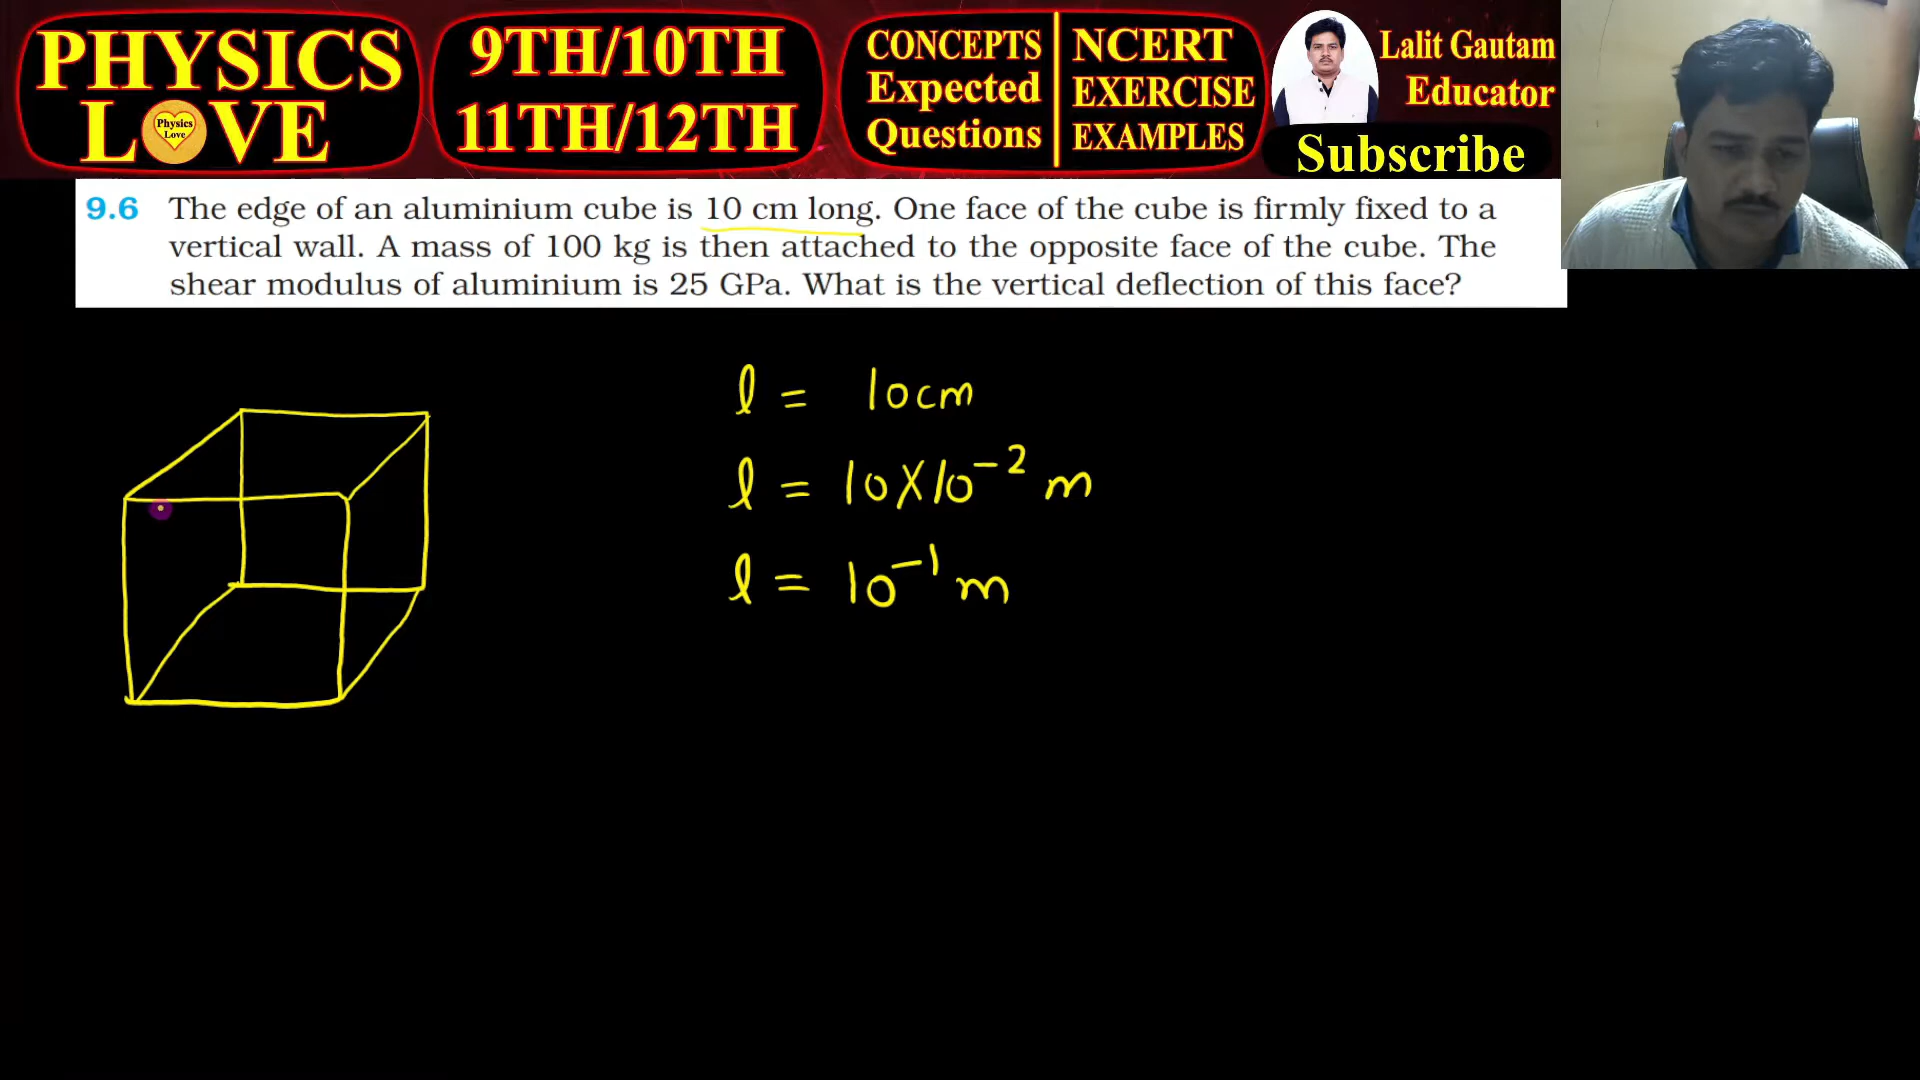 PHYSICS
LOVE
Physics
Love
9TH/10TH
11TH/12TH
CONCEPTS
Expected
Questions
NCERT
EXERCISE
EXAMPLES
Lalit Gautam
Educator
Subscribe
9.6 The edge of an aluminium cube is 10 cm long. One face of the cube is firmly fixed to a
vertical wall. A mass of 100 kg is then attached to the opposite face of the cube. The
shear modulus of aluminium is 25 GPa. What is the vertical deflection of this face?
l = 10cm
l = 10X10⁻² m
l = 10⁻¹ m